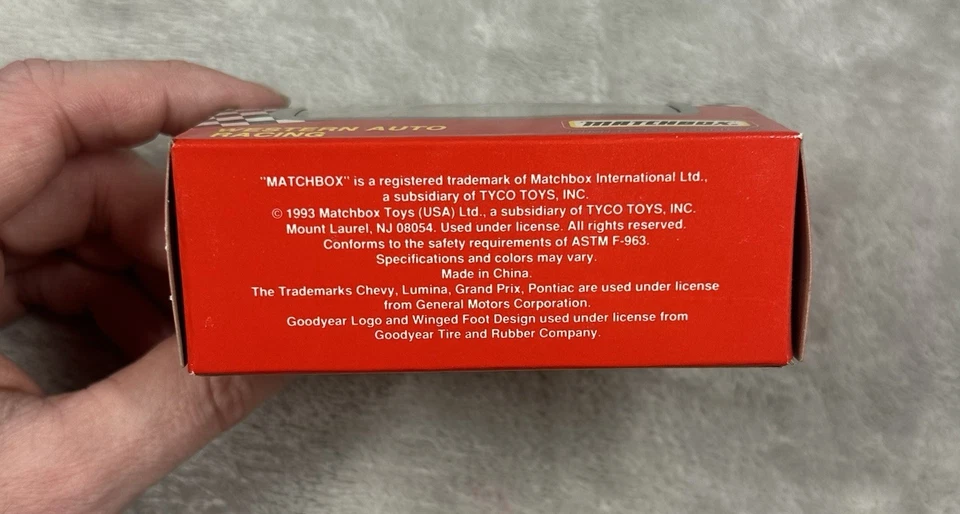 WESTERN AUTO
RACING
MATCHBOX
"MATCHBOX" is a registered trademark of Matchbox International Ltd.,
a subsidiary of TYCO TOYS, INC.
© 1993 Matchbox Toys (USA) Ltd., a subsidiary of TYCO TOYS, INC.
Mount Laurel, NJ 08054. Used under license. All rights reserved.
Conforms to the safety requirements of ASTM F-963.
Specifications and colors may vary.
Made in China.
The Trademarks Chevy, Lumina, Grand Prix, Pontiac are used under license
from General Motors Corporation.
Goodyear Logo and Winged Foot Design used under license from
Goodyear Tire and Rubber Company.